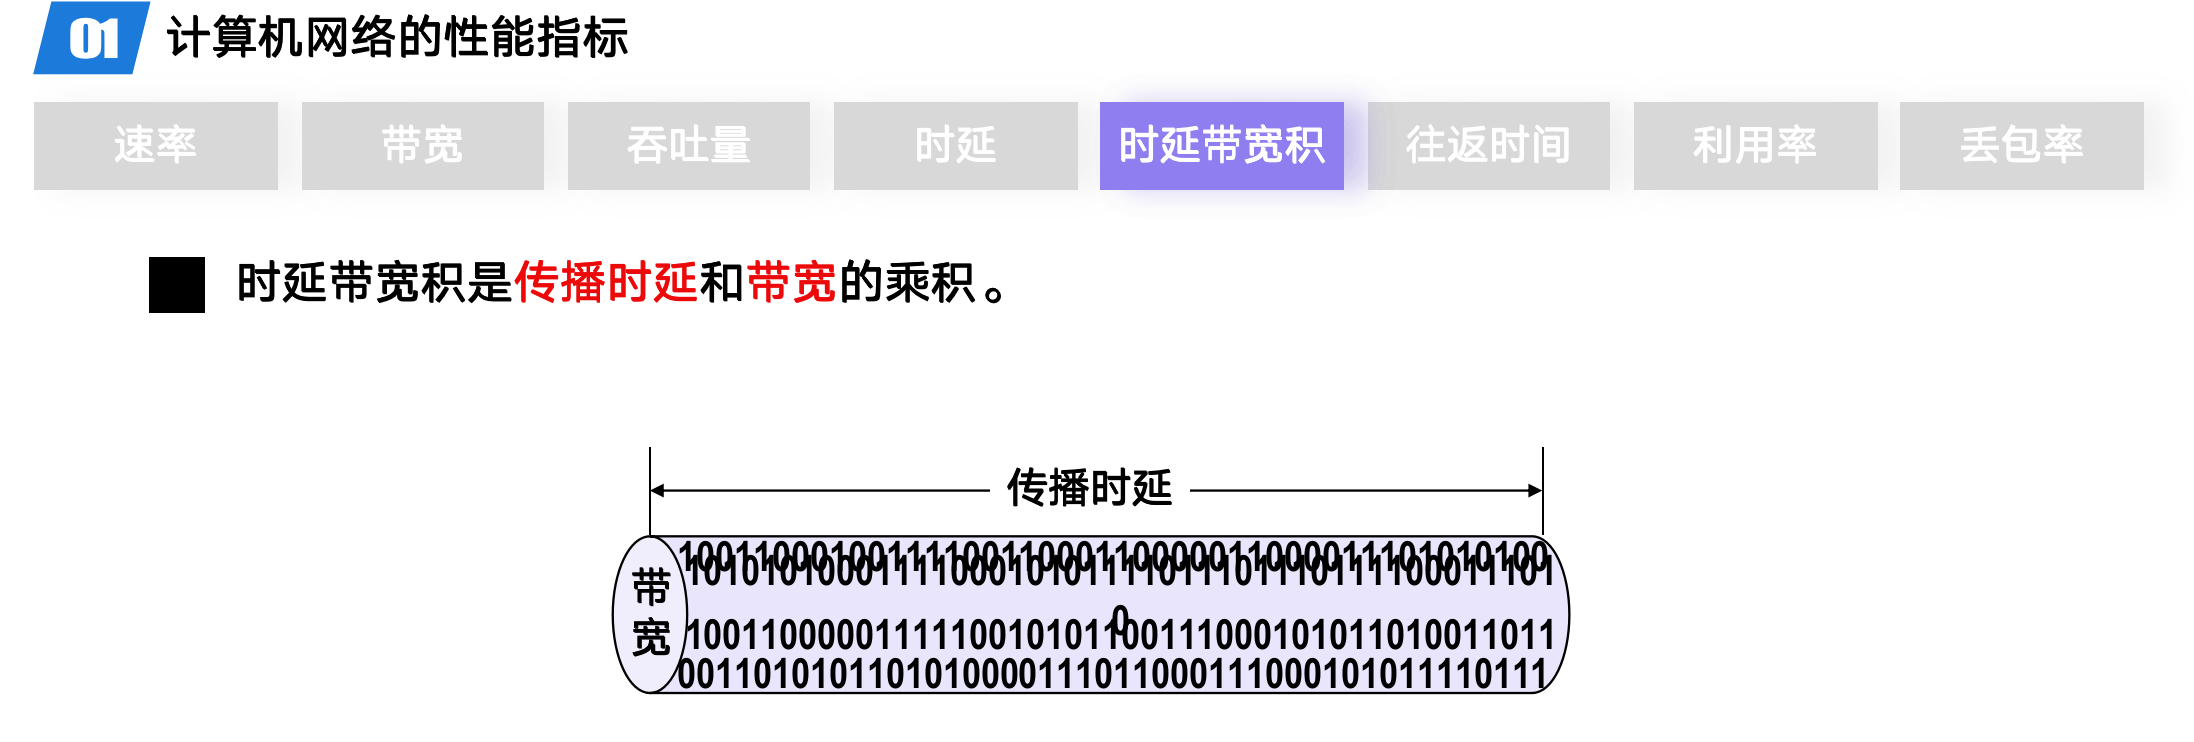 01 计算机网络的性能指标
速率 带宽 吞吐量 时延 时延带宽积 往返时间 利用率 丢包率
时延带宽积是传播时延和带宽的乘积。
传播时延
带宽
0
0011010101101010000111011000111000101011110111